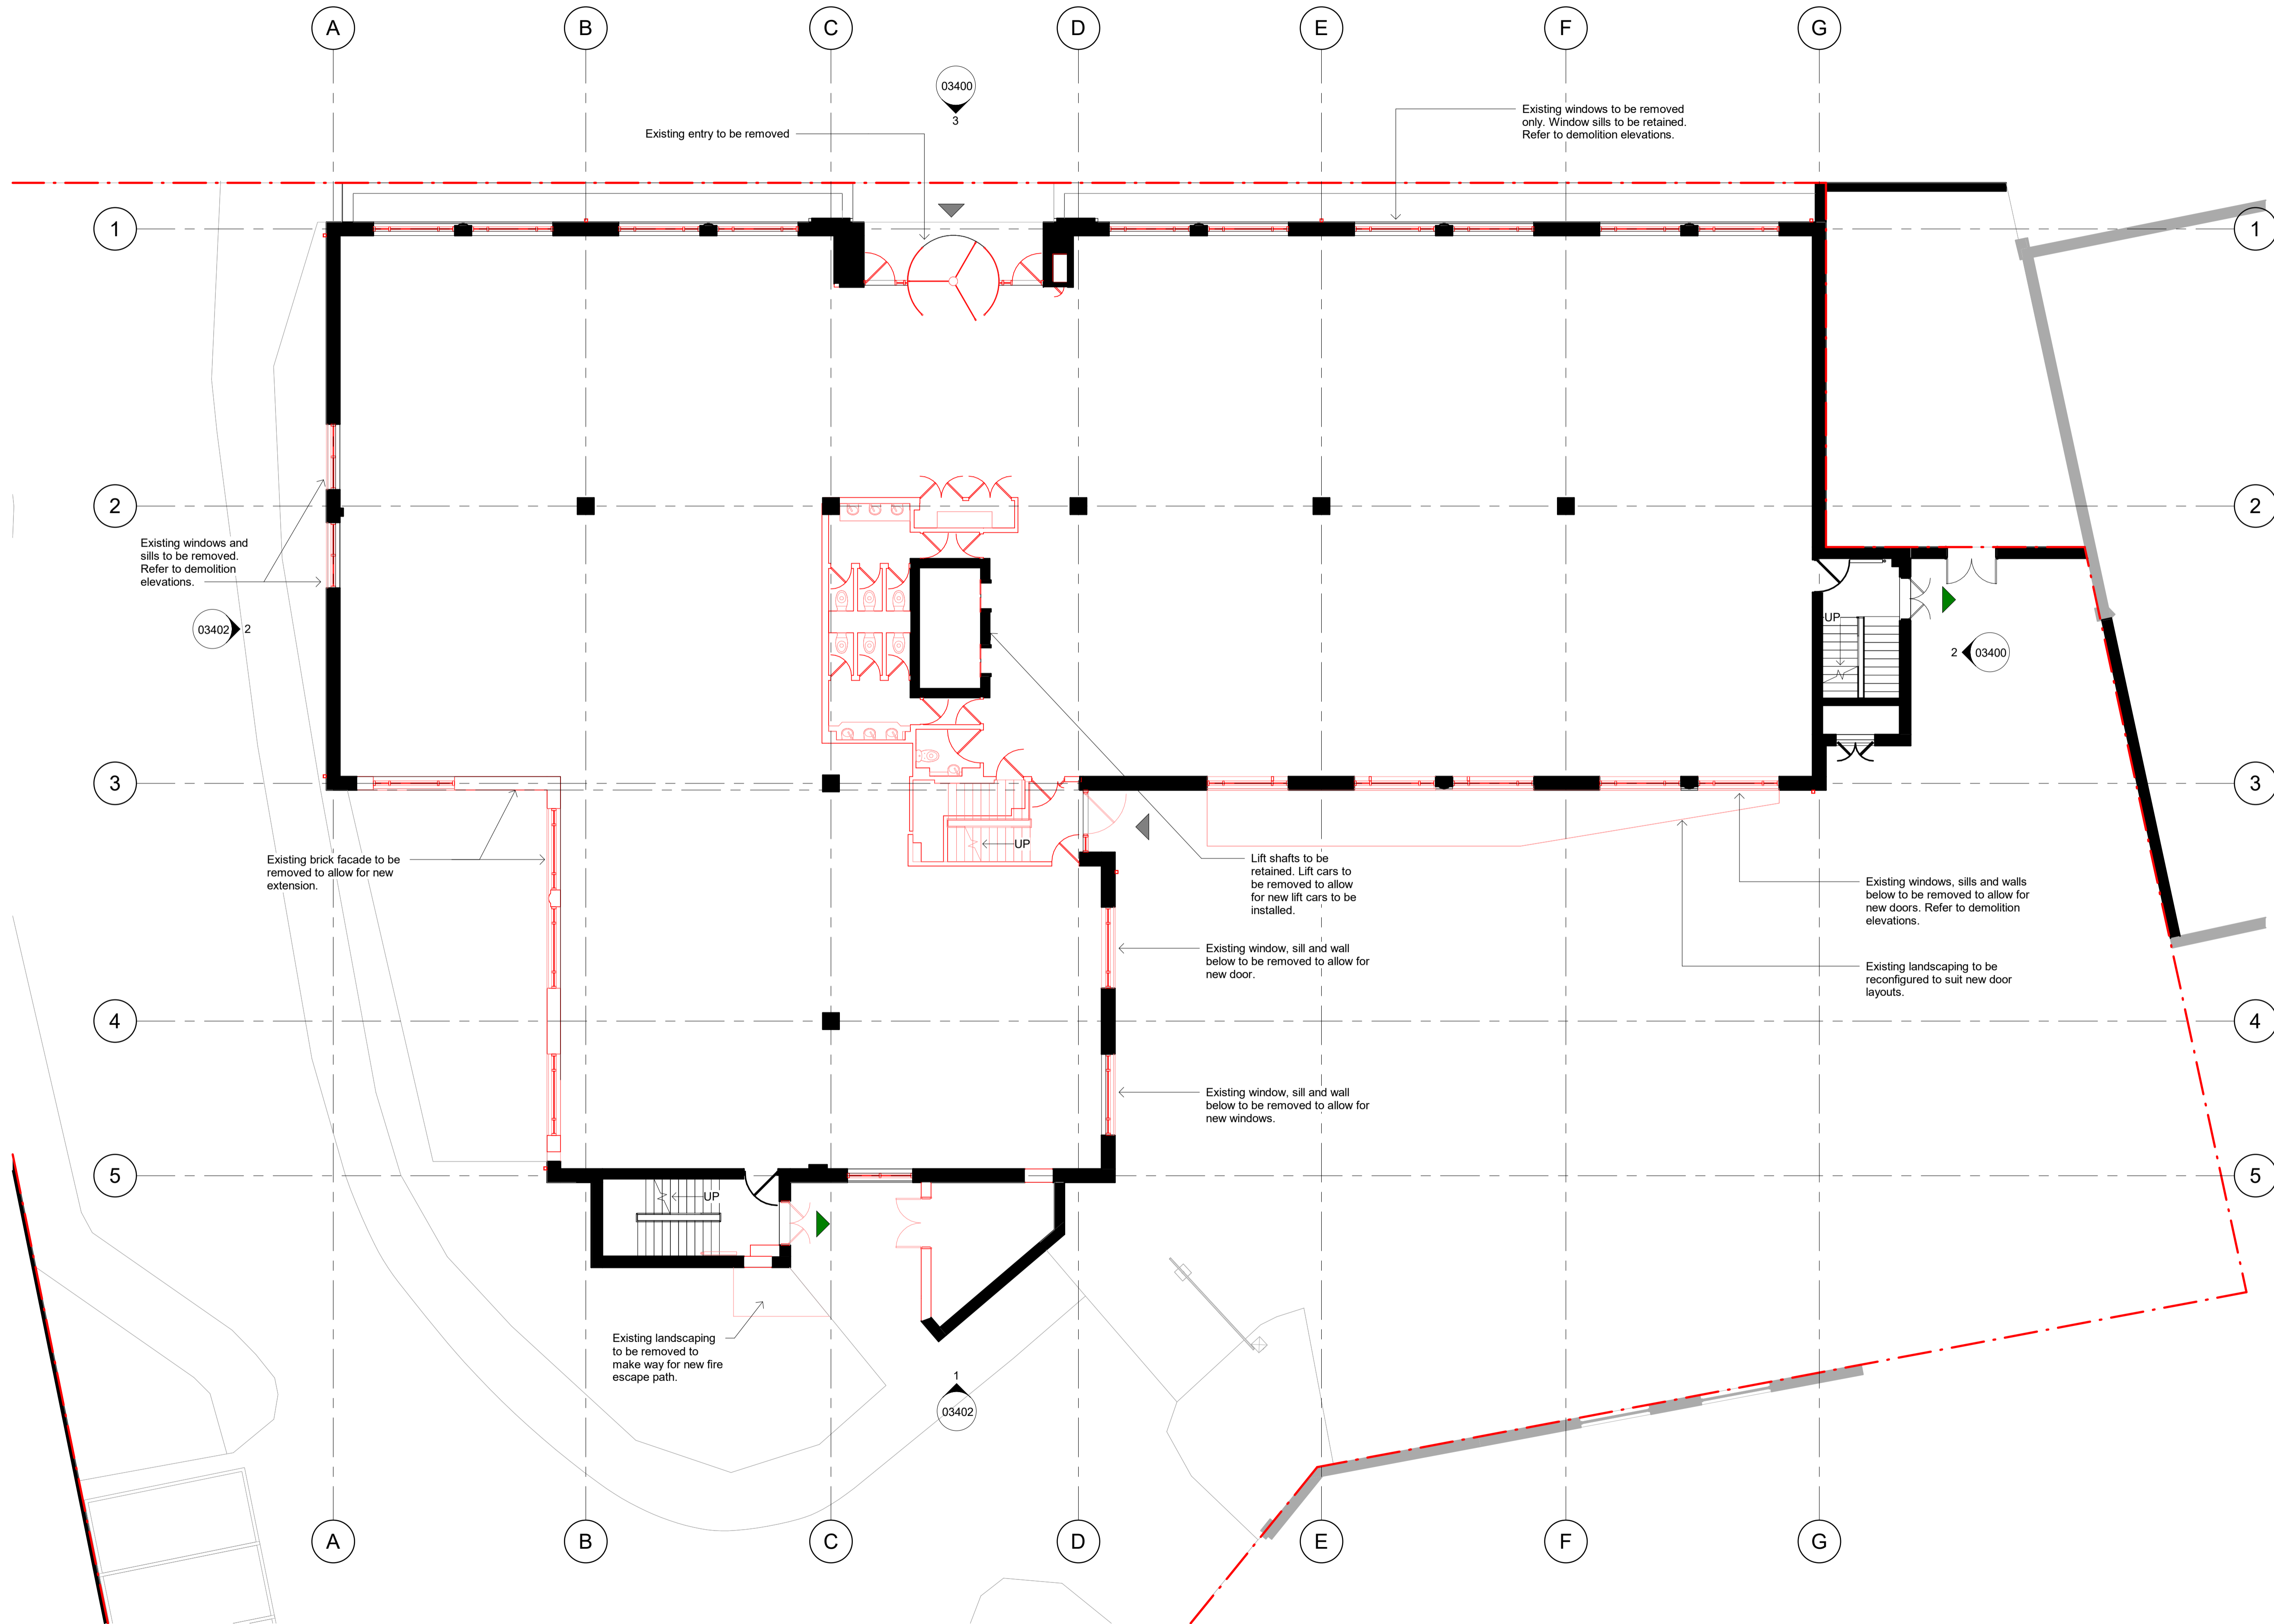 A
B
C
D
E
F
G
03400
3
Existing entry to be removed
Existing windows to be removed
only. Window sills to be retained.
Refer to demolition elevations.
1
1
2
2
Existing windows and
sills to be removed.
Refer to demolition
elevations.
03402
2
UP
2
03400
3
3
UP
Existing brick facade to be
removed to allow for new
extension.
Lift shafts to be
retained. Lift cars to
be removed to allow
for new lift cars to be
installed.
Existing windows, sills and walls
below to be removed to allow for
new doors. Refer to demolition
elevations.
Existing window, sill and wall
below to be removed to allow for
new door.
Existing landscaping to be
reconfigured to suit new door
layouts.
4
4
Existing window, sill and wall
below to be removed to allow for
new windows.
5
5
UP
Existing landscaping
to be removed to
make way for new fire
escape path.
1
03402
A
B
C
D
E
F
G